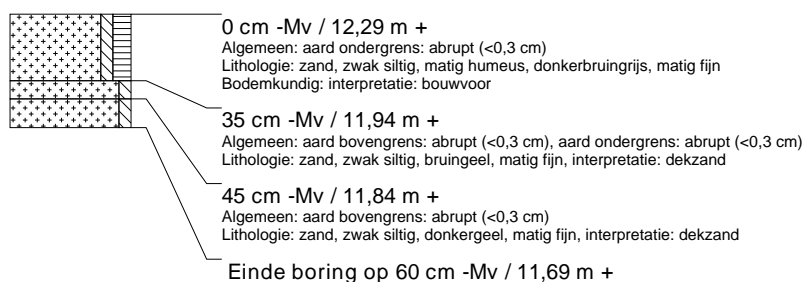 0 cm -Mv / 12,29 m +
Algemeen: aard ondergrens: abrupt (<0,3 cm)
Lithologie: zand, zwak siltig, matig humeus, donkerbruingrijs, matig fijn
Bodemkundig: interpretatie: bouwvoor
35 cm -Mv / 11,94 m +
Algemeen: aard bovengrens: abrupt (<0,3 cm), aard ondergrens: abrupt (<0,3 cm)
Lithologie: zand, zwak siltig, bruingeel, matig fijn, interpretatie: dekzand
45 cm -Mv / 11,84 m +
Algemeen: aard bovengrens: abrupt (<0,3 cm)
Lithologie: zand, zwak siltig, donkergeel, matig fijn, interpretatie: dekzand
Einde boring op 60 cm -Mv / 11,69 m +